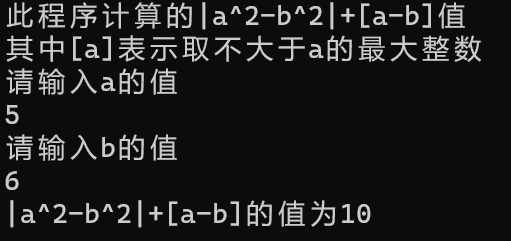 此程序计算的|a^2-b^2|+[a-b]值
其中[a]表示取不大于a的最大整数
请输入a的值
5
请输入b的值
6
|a^2-b^2|+[a-b]的值为10